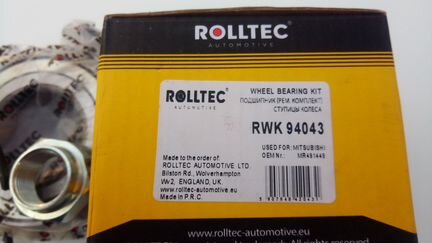 ROLLTEC
AUTOMOTIVE
ROLLTEC
AUTOMOTIVE
WHEEL BEARING KIT
ПОДШИПНИК (РЕМ. КОМПЛЕКТ)
СТУПИЦЫ КОЛЕСА
RWK 94043
USED FOR: MITSUBISHI
OEM Nr.: MR491449
Made to the order of:
ROLLTEC AUTOMOTIVE LTD.
Bilston Rd., Wolverhampton
Wv2, ENGLAND, UK.
www.rolltec-automotive.eu
Made in P.R.C.
www.rolltec-automotive.eu